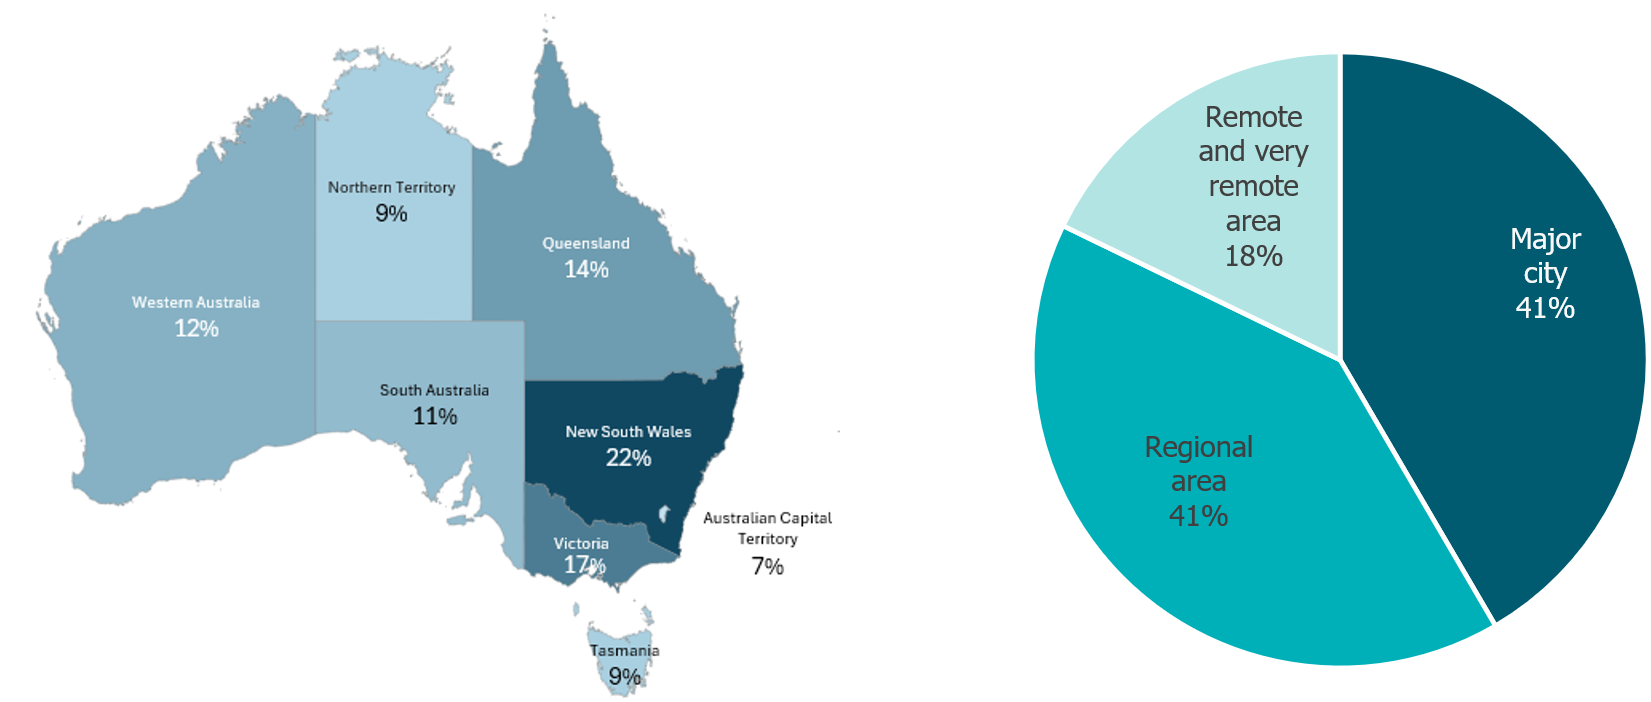 Northern Territory
9%
Queensland
14%
Western Australia
12%
South Australia
11%
New South Wales
22%
Australian Capital
Territory
7%
Victoria
17%
Tasmania
9%
Remote
and very
remote
area
18%
Major
city
41%
Regional
area
41%